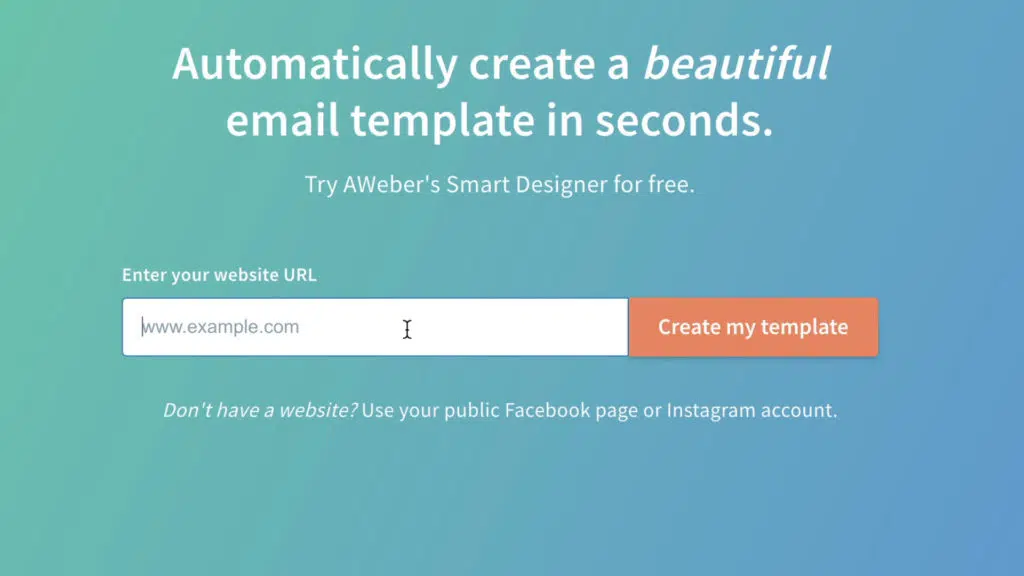 Automatically create a beautiful
email template in seconds.
Try AWeber's Smart Designer for free.
Enter your website URL
www.example.com
Create my template
Don't have a website? Use your public Facebook page or Instagram account.